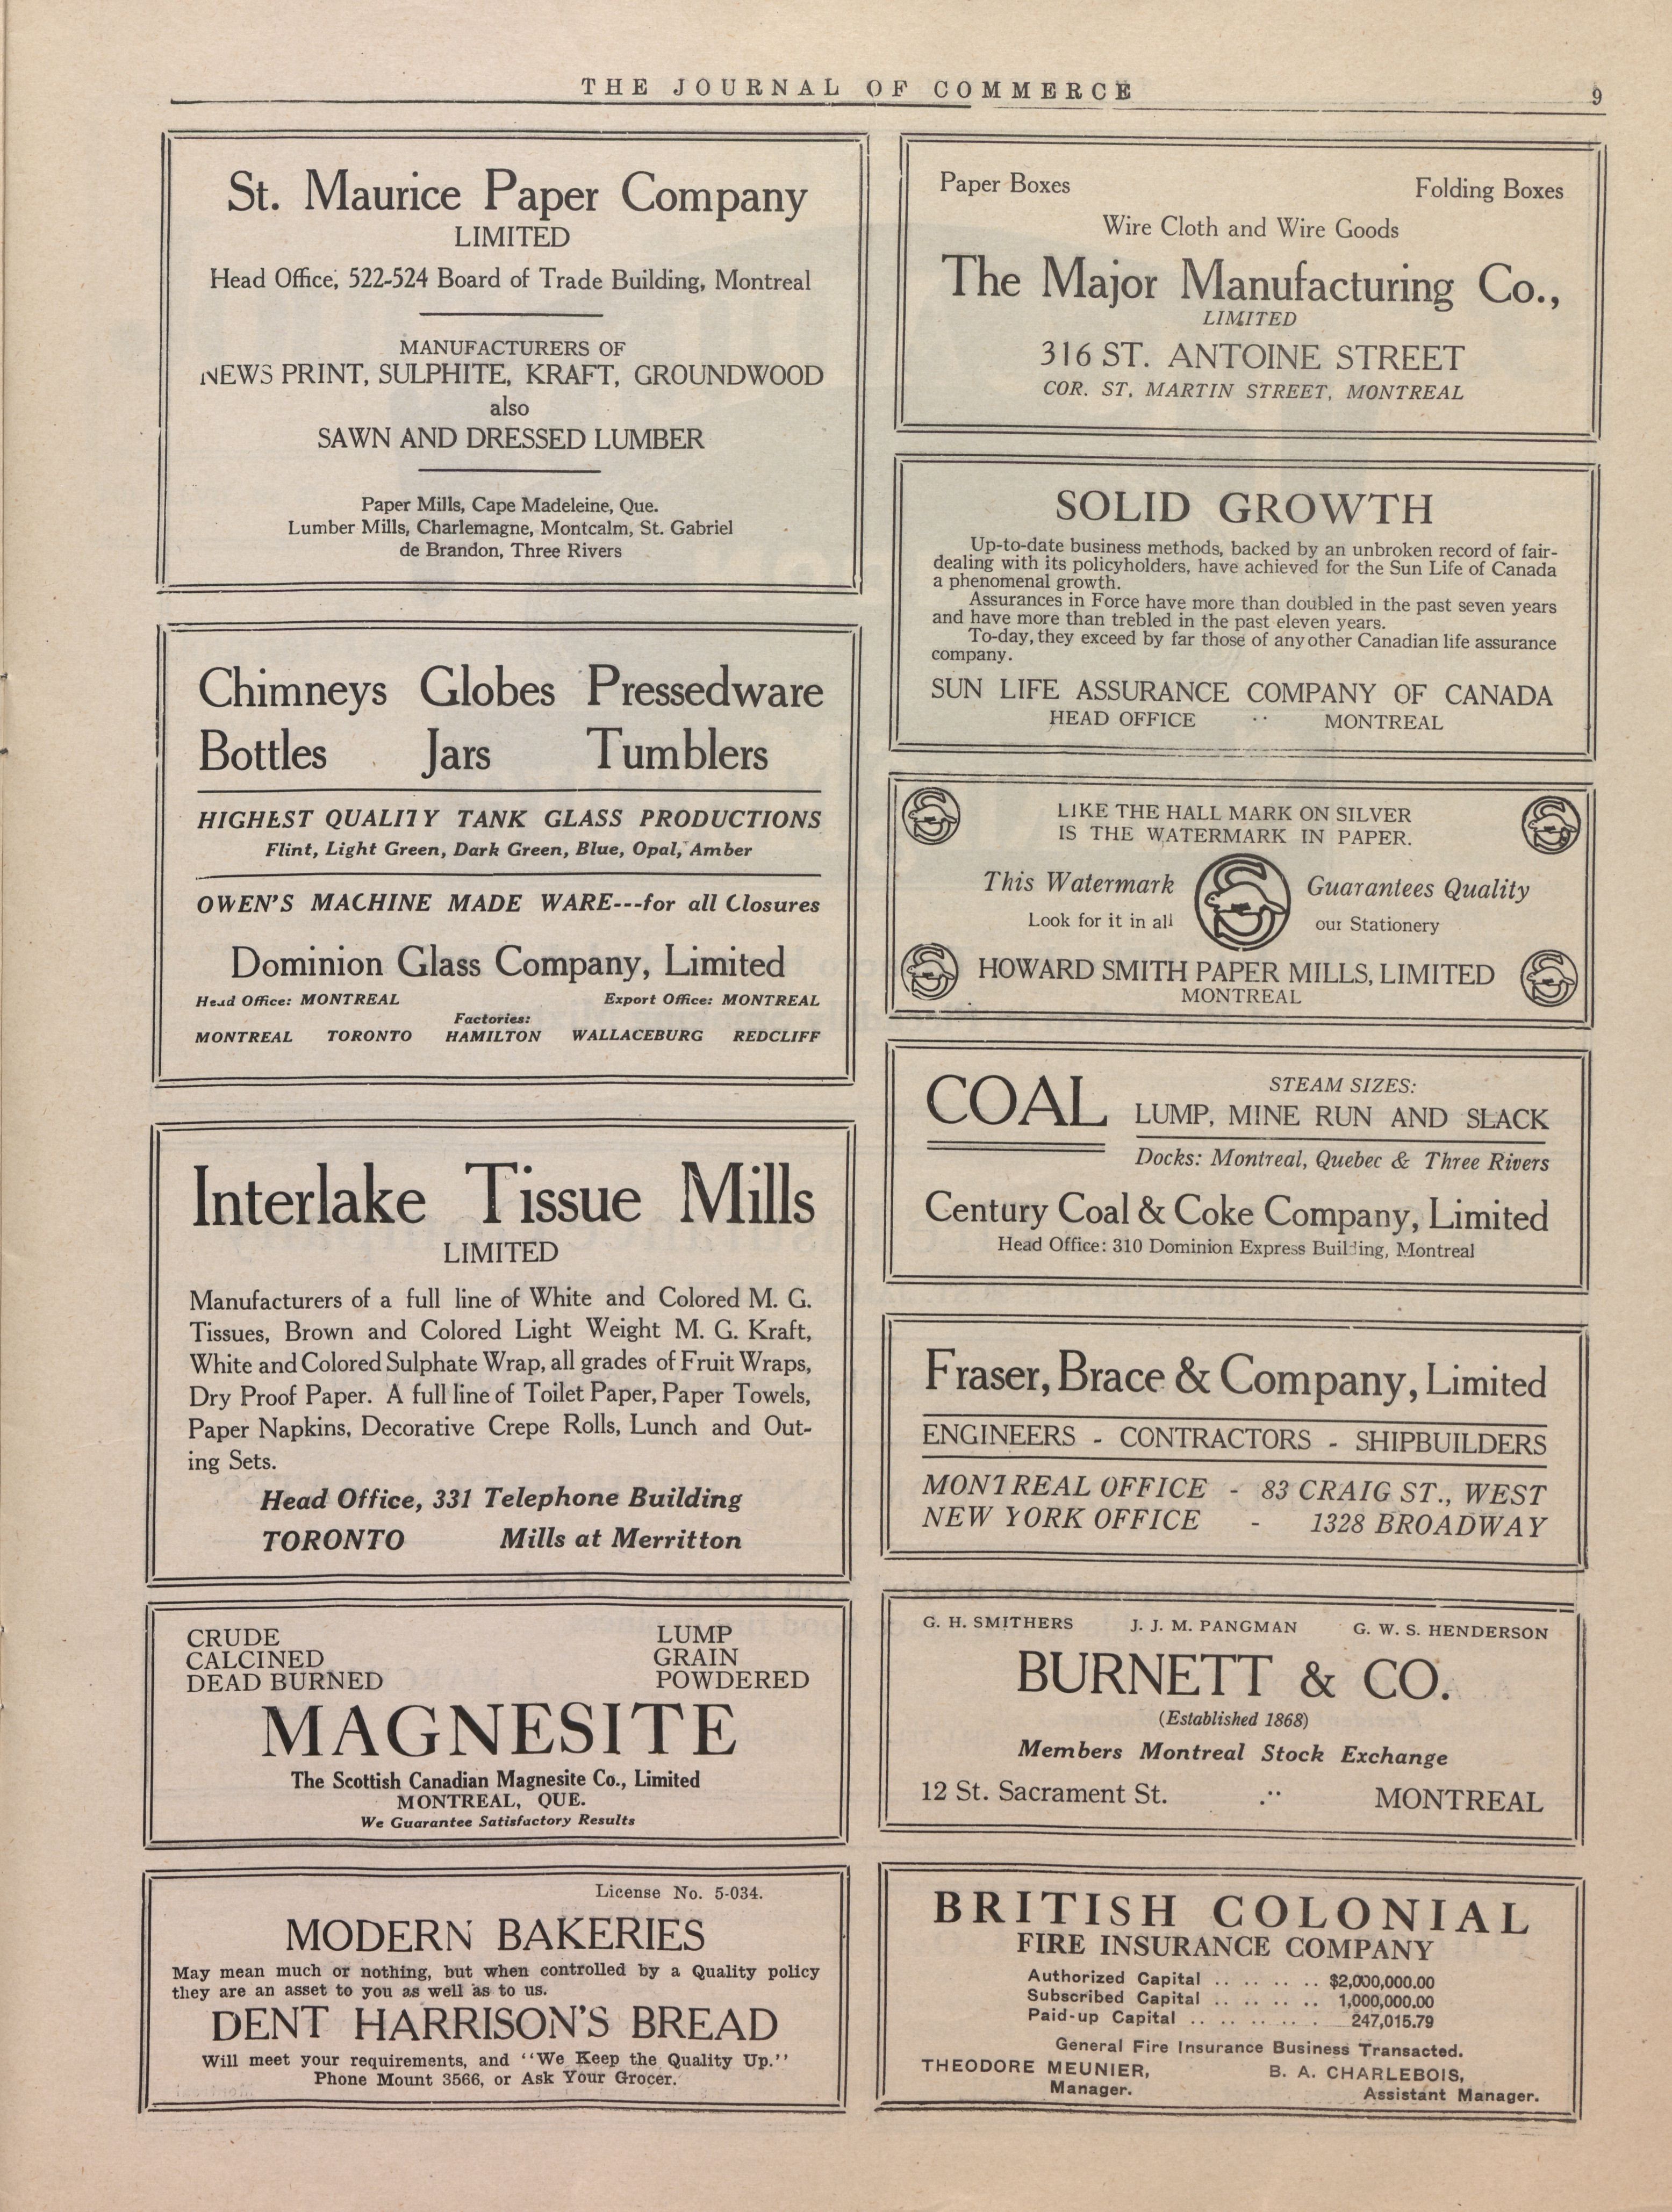 THE JOURNAL OF COMMERCE 9
St. Maurice Paper Company
LIMITED
Head Office, 522-524 Board of Trade Building, Montreal
MANUFACTURERS OF
NEWS PRINT, SULPHITE, KRAFT, GROUNDWOOD
also
SAWN AND DRESSED LUMBER
Paper Mills, Cape Madeleine, Que.
Lumber Mills, Charlemagne, Montcalm, St. Gabriel
de Brandon, Three Rivers
Chimneys Globes Pressedware
Bottles Jars Tumblers
HIGHEST QUALITY TANK GLASS PRODUCTIONS
Flint, Light Green, Dark Green, Blue, Opal, Amber
OWEN'S MACHINE MADE WARE---for all Closures
Dominion Glass Company, Limited
Head Office: MONTREAL Export Office: MONTREAL
Factories:
MONTREAL TORONTO HAMILTON WALLACEBURG REDCLIFF
Interlake Tissue Mills
LIMITED
Manufacturers of a full line of White and Colored M. G.
Tissues, Brown and Colored Light Weight M. G. Kraft,
White and Colored Sulphate Wrap, all grades of Fruit Wraps,
Dry Proof Paper. A full line of Toilet Paper, Paper Towels,
Paper Napkins, Decorative Crepe Rolls, Lunch and Out-
ing Sets.
Head Office, 331 Telephone Building
TORONTO Mills at Merritton
CRUDE LUMP
CALCINED GRAIN
DEAD BURNED POWDERED
MAGNESITE
The Scottish Canadian Magnesite Co., Limited
MONTREAL, QUE.
We Guarantee Satisfactory Results
License No. 5-034.
MODERN BAKERIES
May mean much or nothing, but when controlled by a Quality policy
they are an asset to you as well as to us.
DENT HARRISON'S BREAD
Will meet your requirements, and "We Keep the Quality Up."
Phone Mount 3566, or Ask Your Grocer.
Paper Boxes Folding Boxes
Wire Cloth and Wire Goods
The Major Manufacturing Co.,
LIMITED
316 ST. ANTOINE STREET
COR. ST. MARTIN STREET, MONTREAL
SOLID GROWTH
Up-to-date business methods, backed by an unbroken record of fair-
dealing with its policyholders, have achieved for the Sun Life of Canada
a phenomenal growth.
Assurances in Force have more than doubled in the past seven years
and have more than trebled in the past eleven years.
To-day, they exceed by far those of any other Canadian life assurance
company.
SUN LIFE ASSURANCE COMPANY OF CANADA
HEAD OFFICE .. MONTREAL
LIKE THE HALL MARK ON SILVER
IS THE WATERMARK IN PAPER.
This Watermark Guarantees Quality
Look for it in all our Stationery
HOWARD SMITH PAPER MILLS, LIMITED
MONTREAL
COAL STEAM SIZES:
LUMP, MINE RUN AND SLACK
Docks: Montreal, Quebec & Three Rivers
Century Coal & Coke Company, Limited
Head Office: 310 Dominion Express Building, Montreal
Fraser, Brace & Company, Limited
ENGINEERS - CONTRACTORS - SHIPBUILDERS
MONTREAL OFFICE - 83 CRAIG ST., WEST
NEW YORK OFFICE - 1328 BROADWAY
G. H. SMITHERS J. J. M. PANGMAN G. W. S. HENDERSON
BURNETT & CO.
(Established 1868)
Members Montreal Stock Exchange
12 St. Sacrament St. .:. MONTREAL
BRITISH COLONIAL
FIRE INSURANCE COMPANY
Authorized Capital .. .. .. .. $2,000,000.00
Subscribed Capital .. .. .. .. 1,000,000.00
Paid-up Capital .. .. .. .. . 247,015.79
General Fire Insurance Business Transacted.
THEODORE MEUNIER, B. A. CHARLEBOIS,
Manager. Assistant Manager.